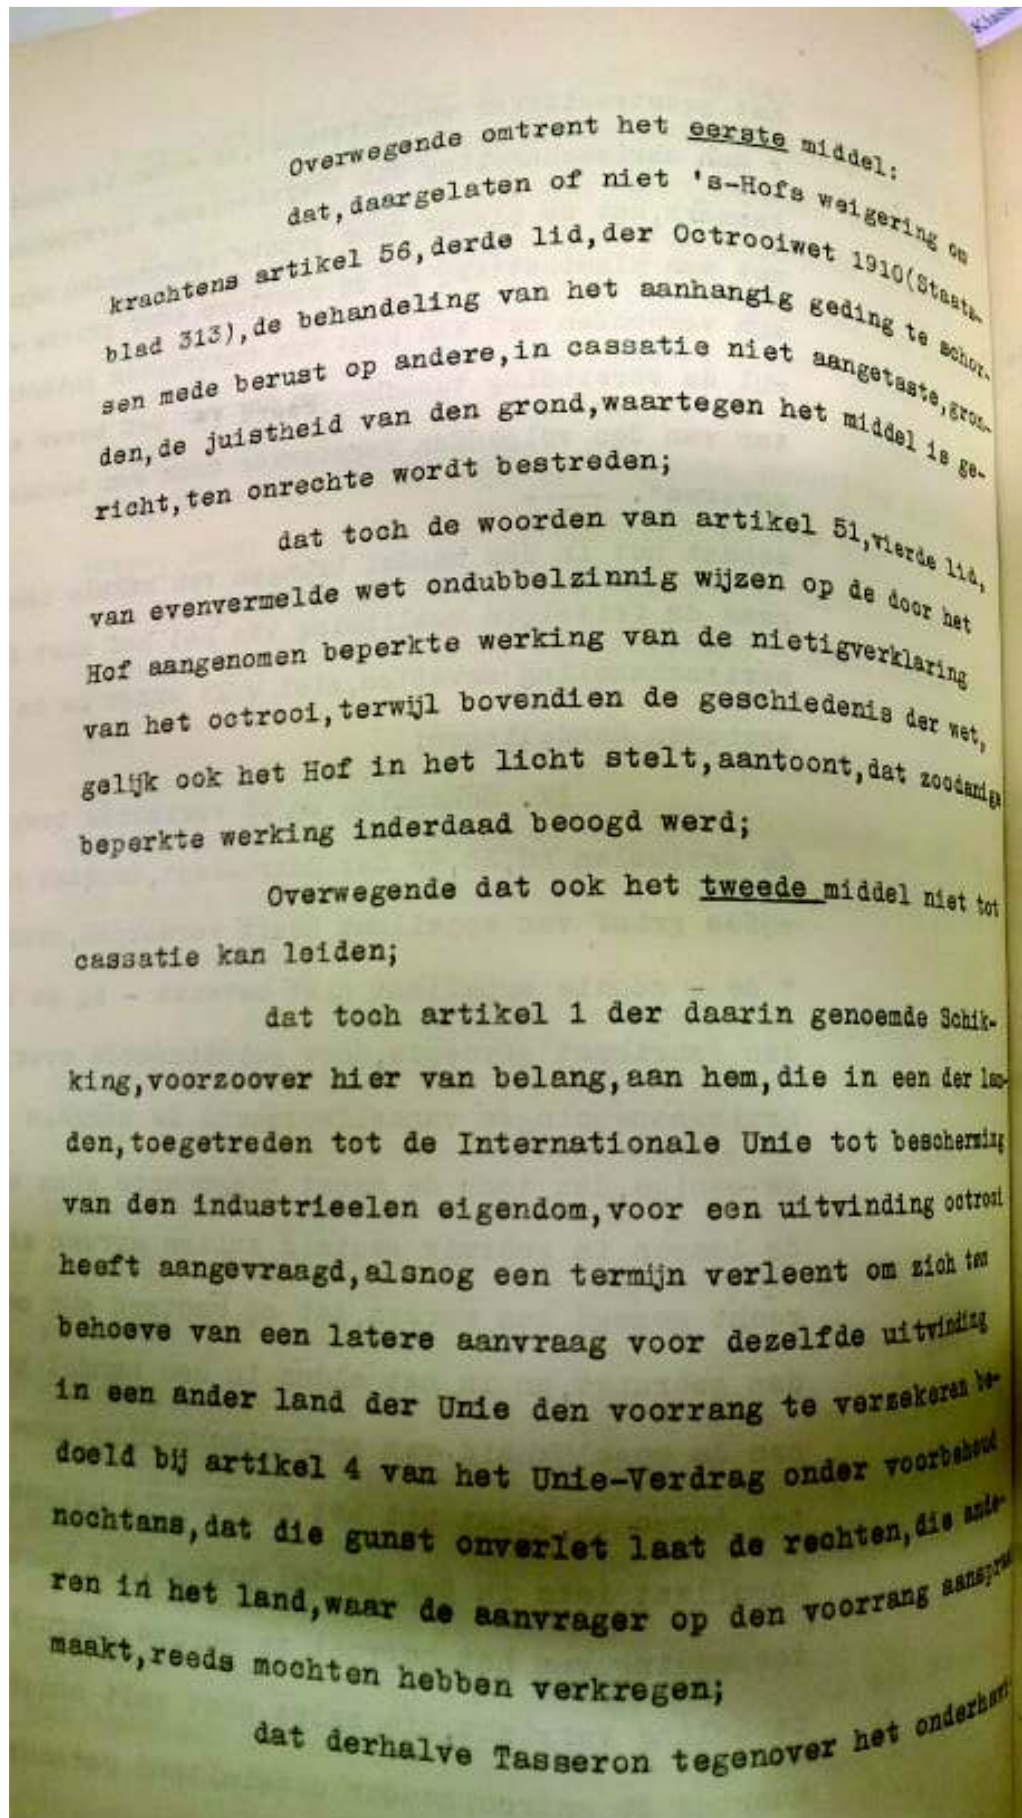 Klass
Overwegende omtrent het eerste middel:
dat,daargelaten of niet 's-Hofs weigering om
krachtens artikel 56,derde lid,der Octrooiwet 1910(Staats-
blad 313),de behandeling van het aanhangig geding te schor-
sen mede berust op andere,in cassatie niet aangetaste,gron-
den,de juistheid van den grond,waartegen het middel is ge-
richt,ten onrechte wordt bestreden;
dat toch de woorden van artikel 51,vierde lid,
van evenvermelde wet ondubbelzinnig wijzen op de door het
Hof aangenomen beperkte werking van de nietigverklaring
van het octrooi,terwijl bovendien de geschiedenis der wet,
gelijk ook het Hof in het licht stelt,aantoont,dat zoodanige
beperkte werking inderdaad beoogd werd;
Overwegende dat ook het tweede middel niet tot
cassatie kan leiden;
dat toch artikel 1 der daarin genoemde Schik-
king,voorzoover hier van belang,aan hem,die in een der lan-
den,toegetreden tot de Internationale Unie tot bescherming
van den industrieelen eigendom,voor een uitvinding octrooi
heeft aangevraagd,alsnog een termijn verleent om zich ten
behoeve van een latere aanvraag voor dezelfde uitvinding
in een ander land der Unie den voorrang te verzekeren be-
doeld bij artikel 4 van het Unie-Verdrag onder voorbehoud
nochtans,dat die gunst onverlet laat de rechten,die ande-
ren in het land,waar de aanvrager op den voorrang aanspraak
maakt,reeds mochten hebben verkregen;
dat derhalve Tasseron tegenover het onderhavi-